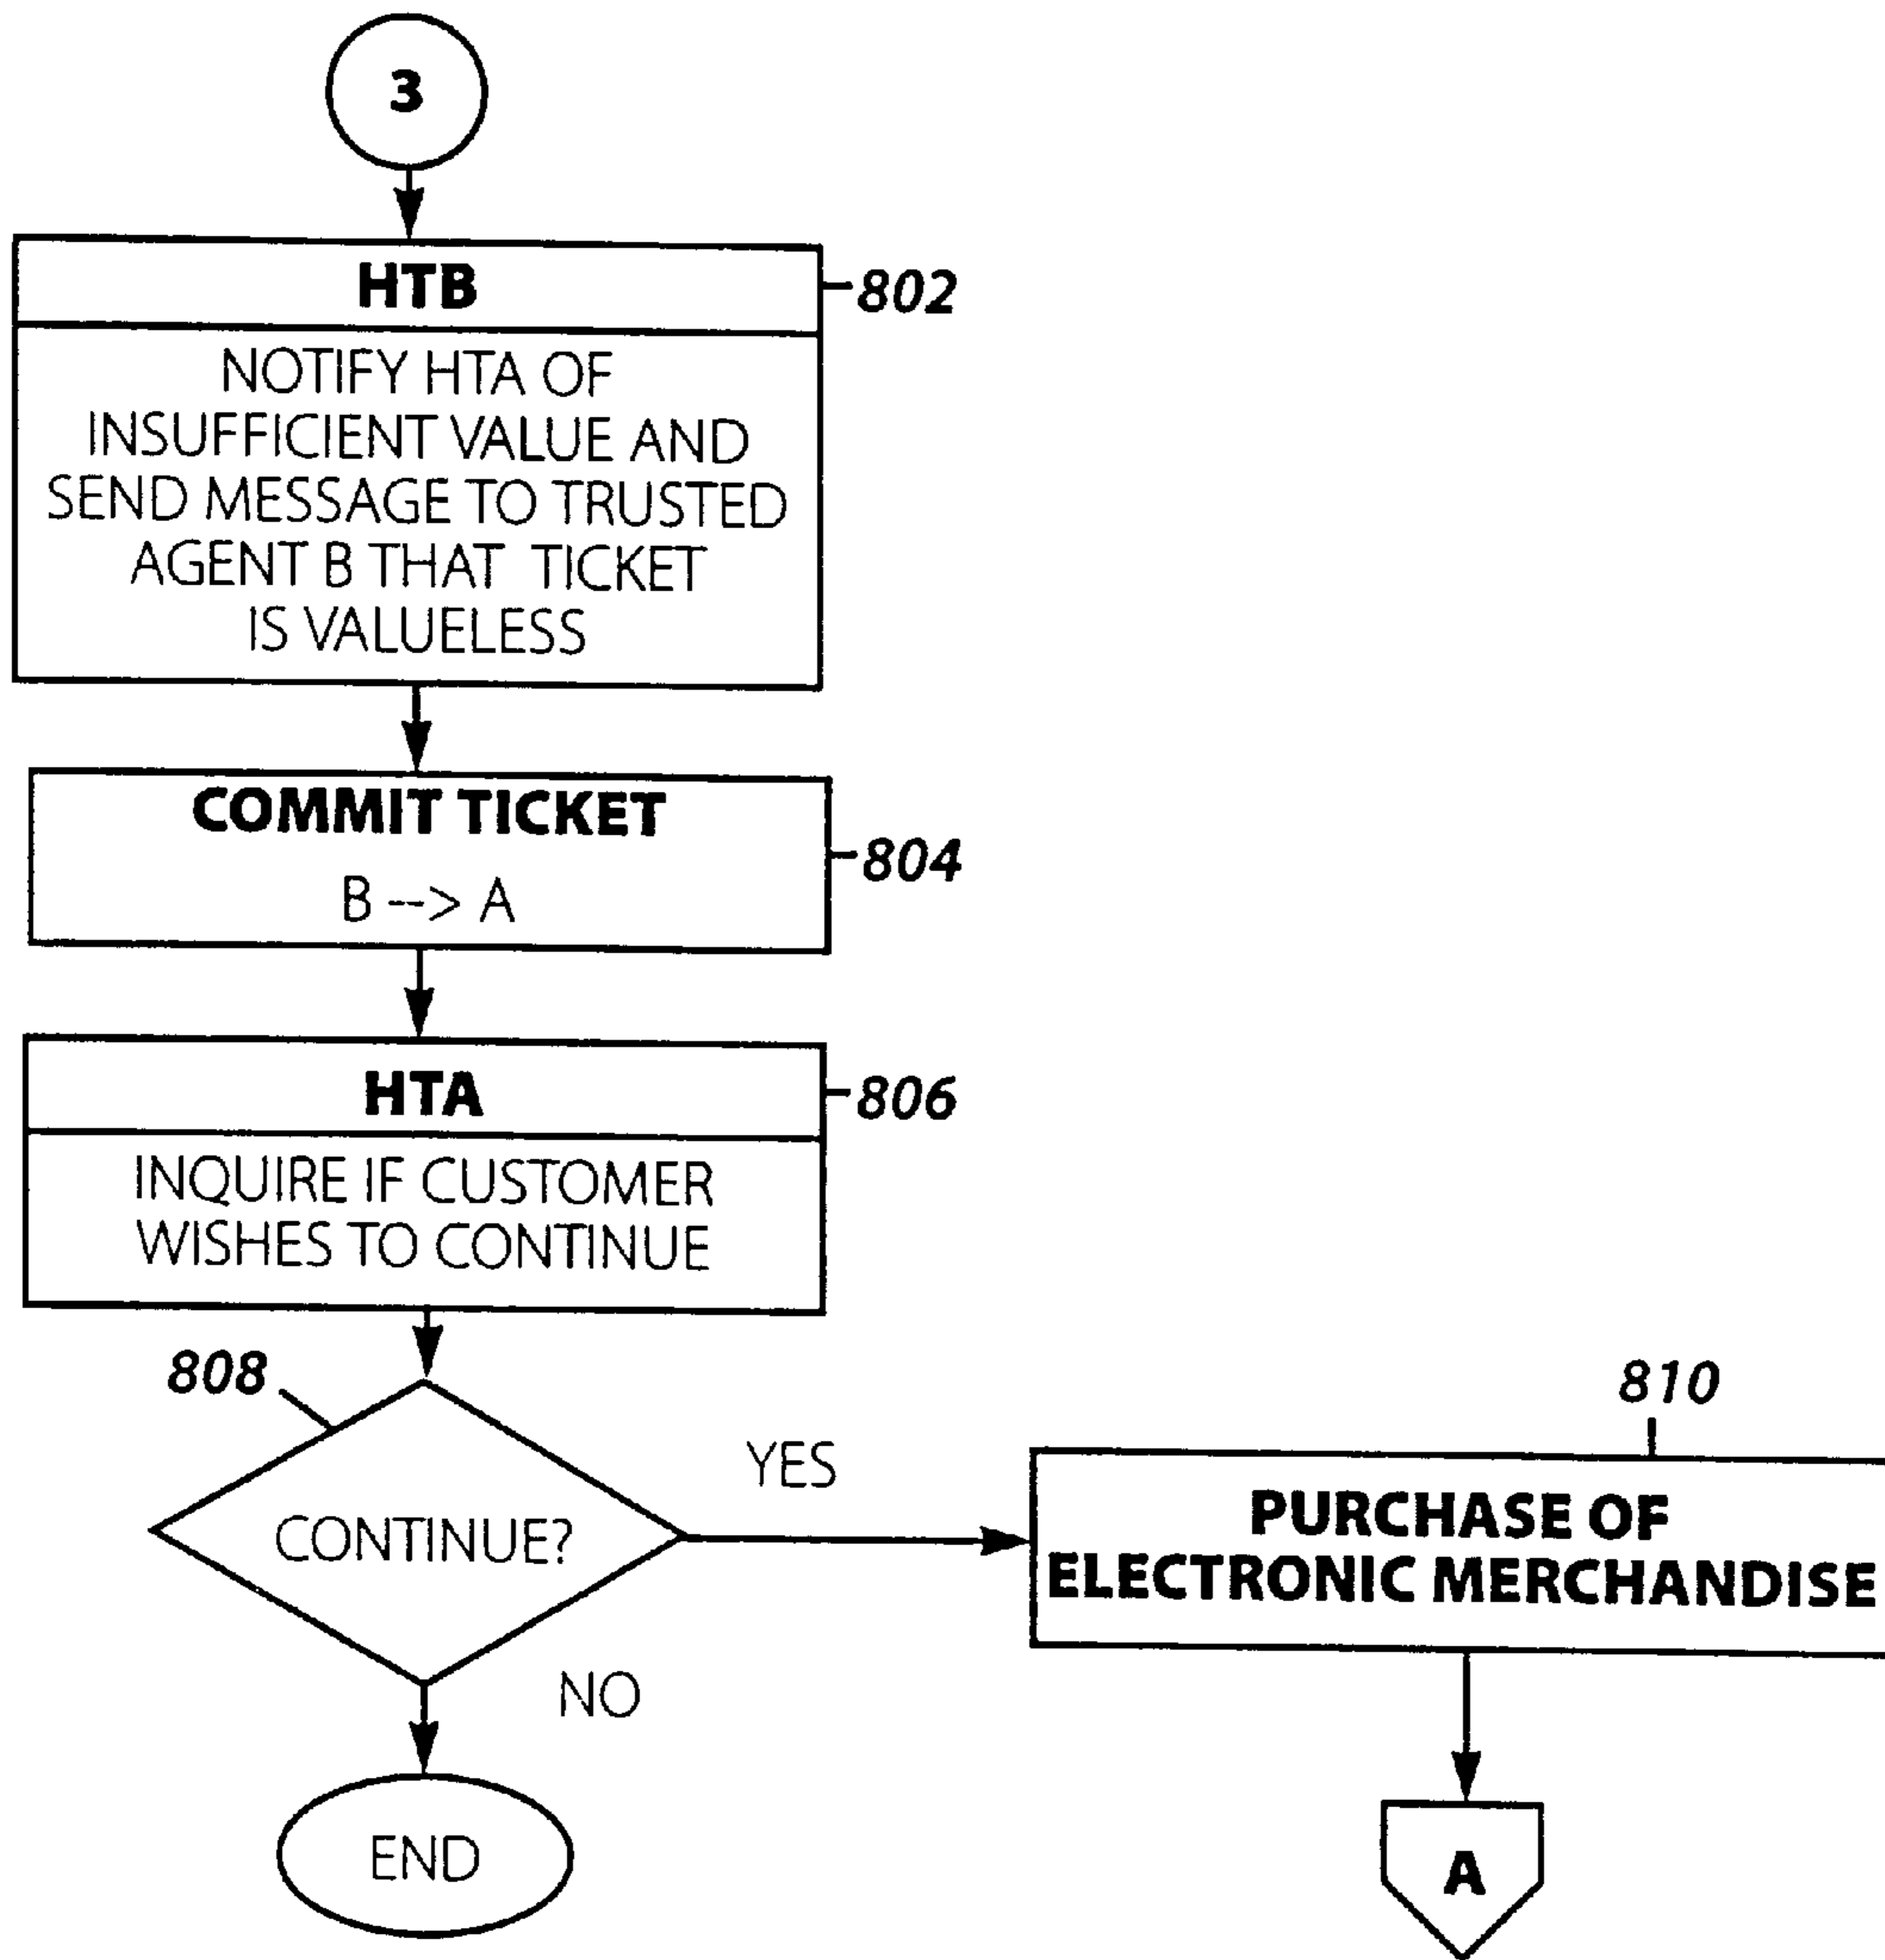 3
HTB
802
NOTIFY HTA OF
INSUFFICIENT VALUE AND
SEND MESSAGE TO TRUSTED
AGENT B THAT TICKET
IS VALUELESS
COMMIT TICKET
804
B --> A
HTA
806
INQUIRE IF CUSTOMER
WISHES TO CONTINUE
808
810
YES
CONTINUE?
PURCHASE OF
ELECTRONIC MERCHANDISE
NO
END
A